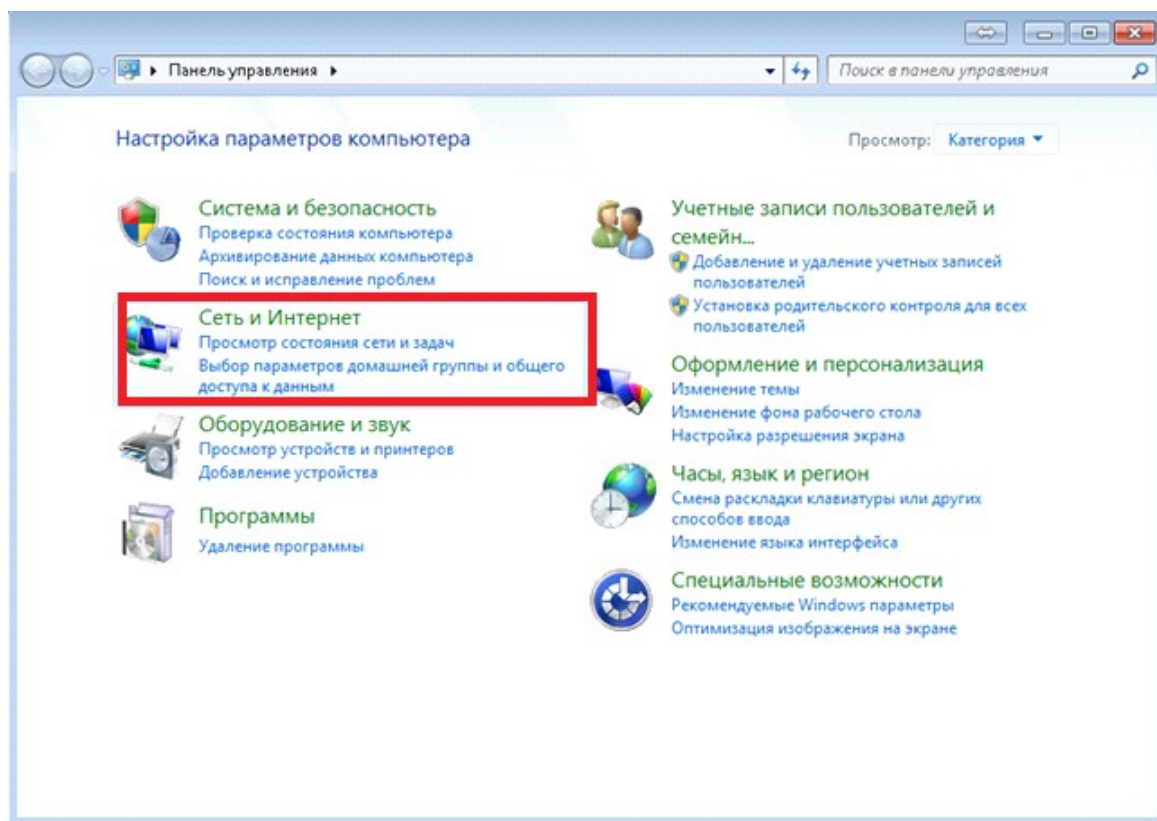 Панель управления
Поиск в панели управления
Настройка параметров компьютера
Просмотр: Категория
Система и безопасность
Проверка состояния компьютера
Архивирование данных компьютера
Поиск и исправление проблем
Сеть и Интернет
Просмотр состояния сети и задач
Выбор параметров домашней группы и общего
доступа к данным
Оборудование и звук
Просмотр устройств и принтеров
Добавление устройства
Программы
Удаление программы
Учетные записи пользователей и
семейн...
Добавление и удаление учетных записей
пользователей
Установка родительского контроля для всех
пользователей
Оформление и персонализация
Изменение темы
Изменение фона рабочего стола
Настройка разрешения экрана
Часы, язык и регион
Смена раскладки клавиатуры или других
способов ввода
Изменение языка интерфейса
Специальные возможности
Рекомендуемые Windows параметры
Оптимизация изображения на экране